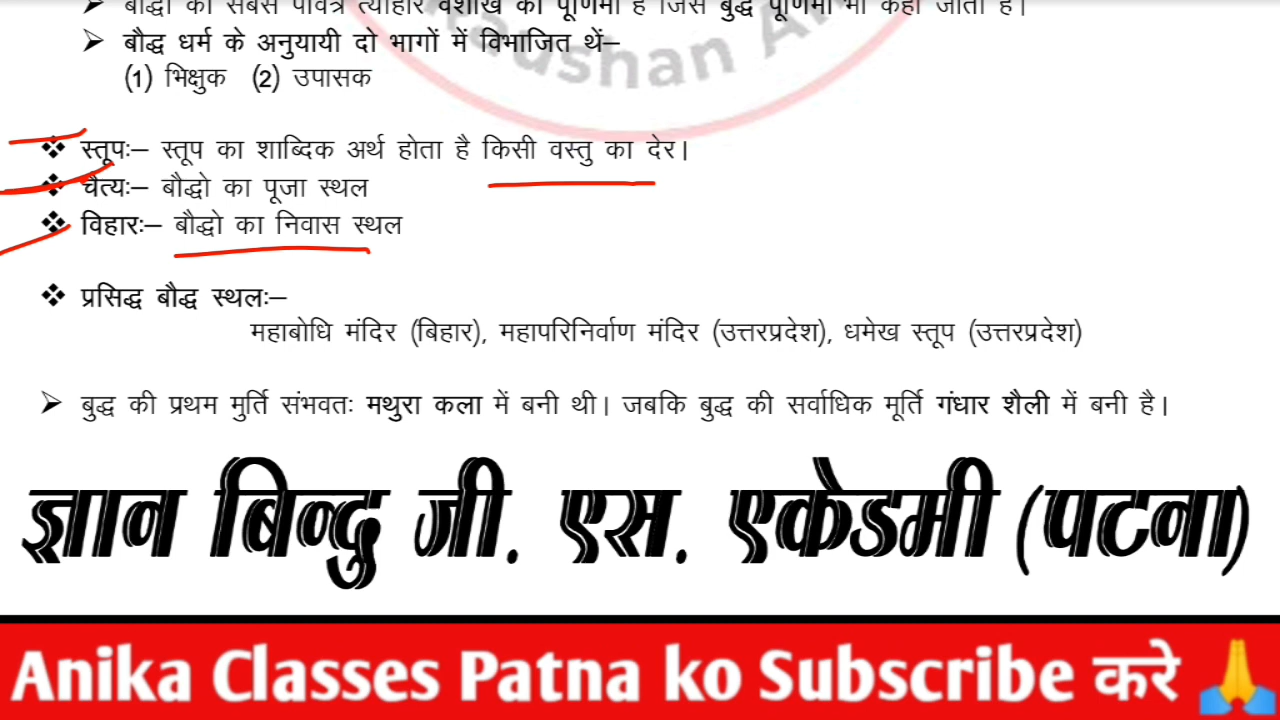 ➤ बौद्धों का सबसे पवित्र त्योहार वैशाख की पूर्णिमा है जिसे बुद्ध पूर्णिमा भी कहा जाता है।
➤ बौद्ध धर्म के अनुयायी दो भागों में विभाजित थें–
(1) भिक्षुक (2) उपासक
Raushan
❖ स्तूपः– स्तूप का शाब्दिक अर्थ होता है किसी वस्तु का देर।
❖ चैत्यः– बौद्धो का पूजा स्थल
❖ विहारः– बौद्धो का निवास स्थल
❖ प्रसिद्ध बौद्ध स्थलः–
महाबोधि मंदिर (बिहार), महापरिनिर्वाण मंदिर (उत्तरप्रदेश), धमेख स्तूप (उत्तरप्रदेश)
➤ बुद्ध की प्रथम मुर्ति संभवतः मथुरा कला में बनी थी। जबकि बुद्ध की सर्वाधिक मूर्ति गंधार शैली में बनी है।
ज्ञान बिन्दु जी. एस. एकेडमी (पटना)
Anika Classes Patna ko Subscribe करे 🙏